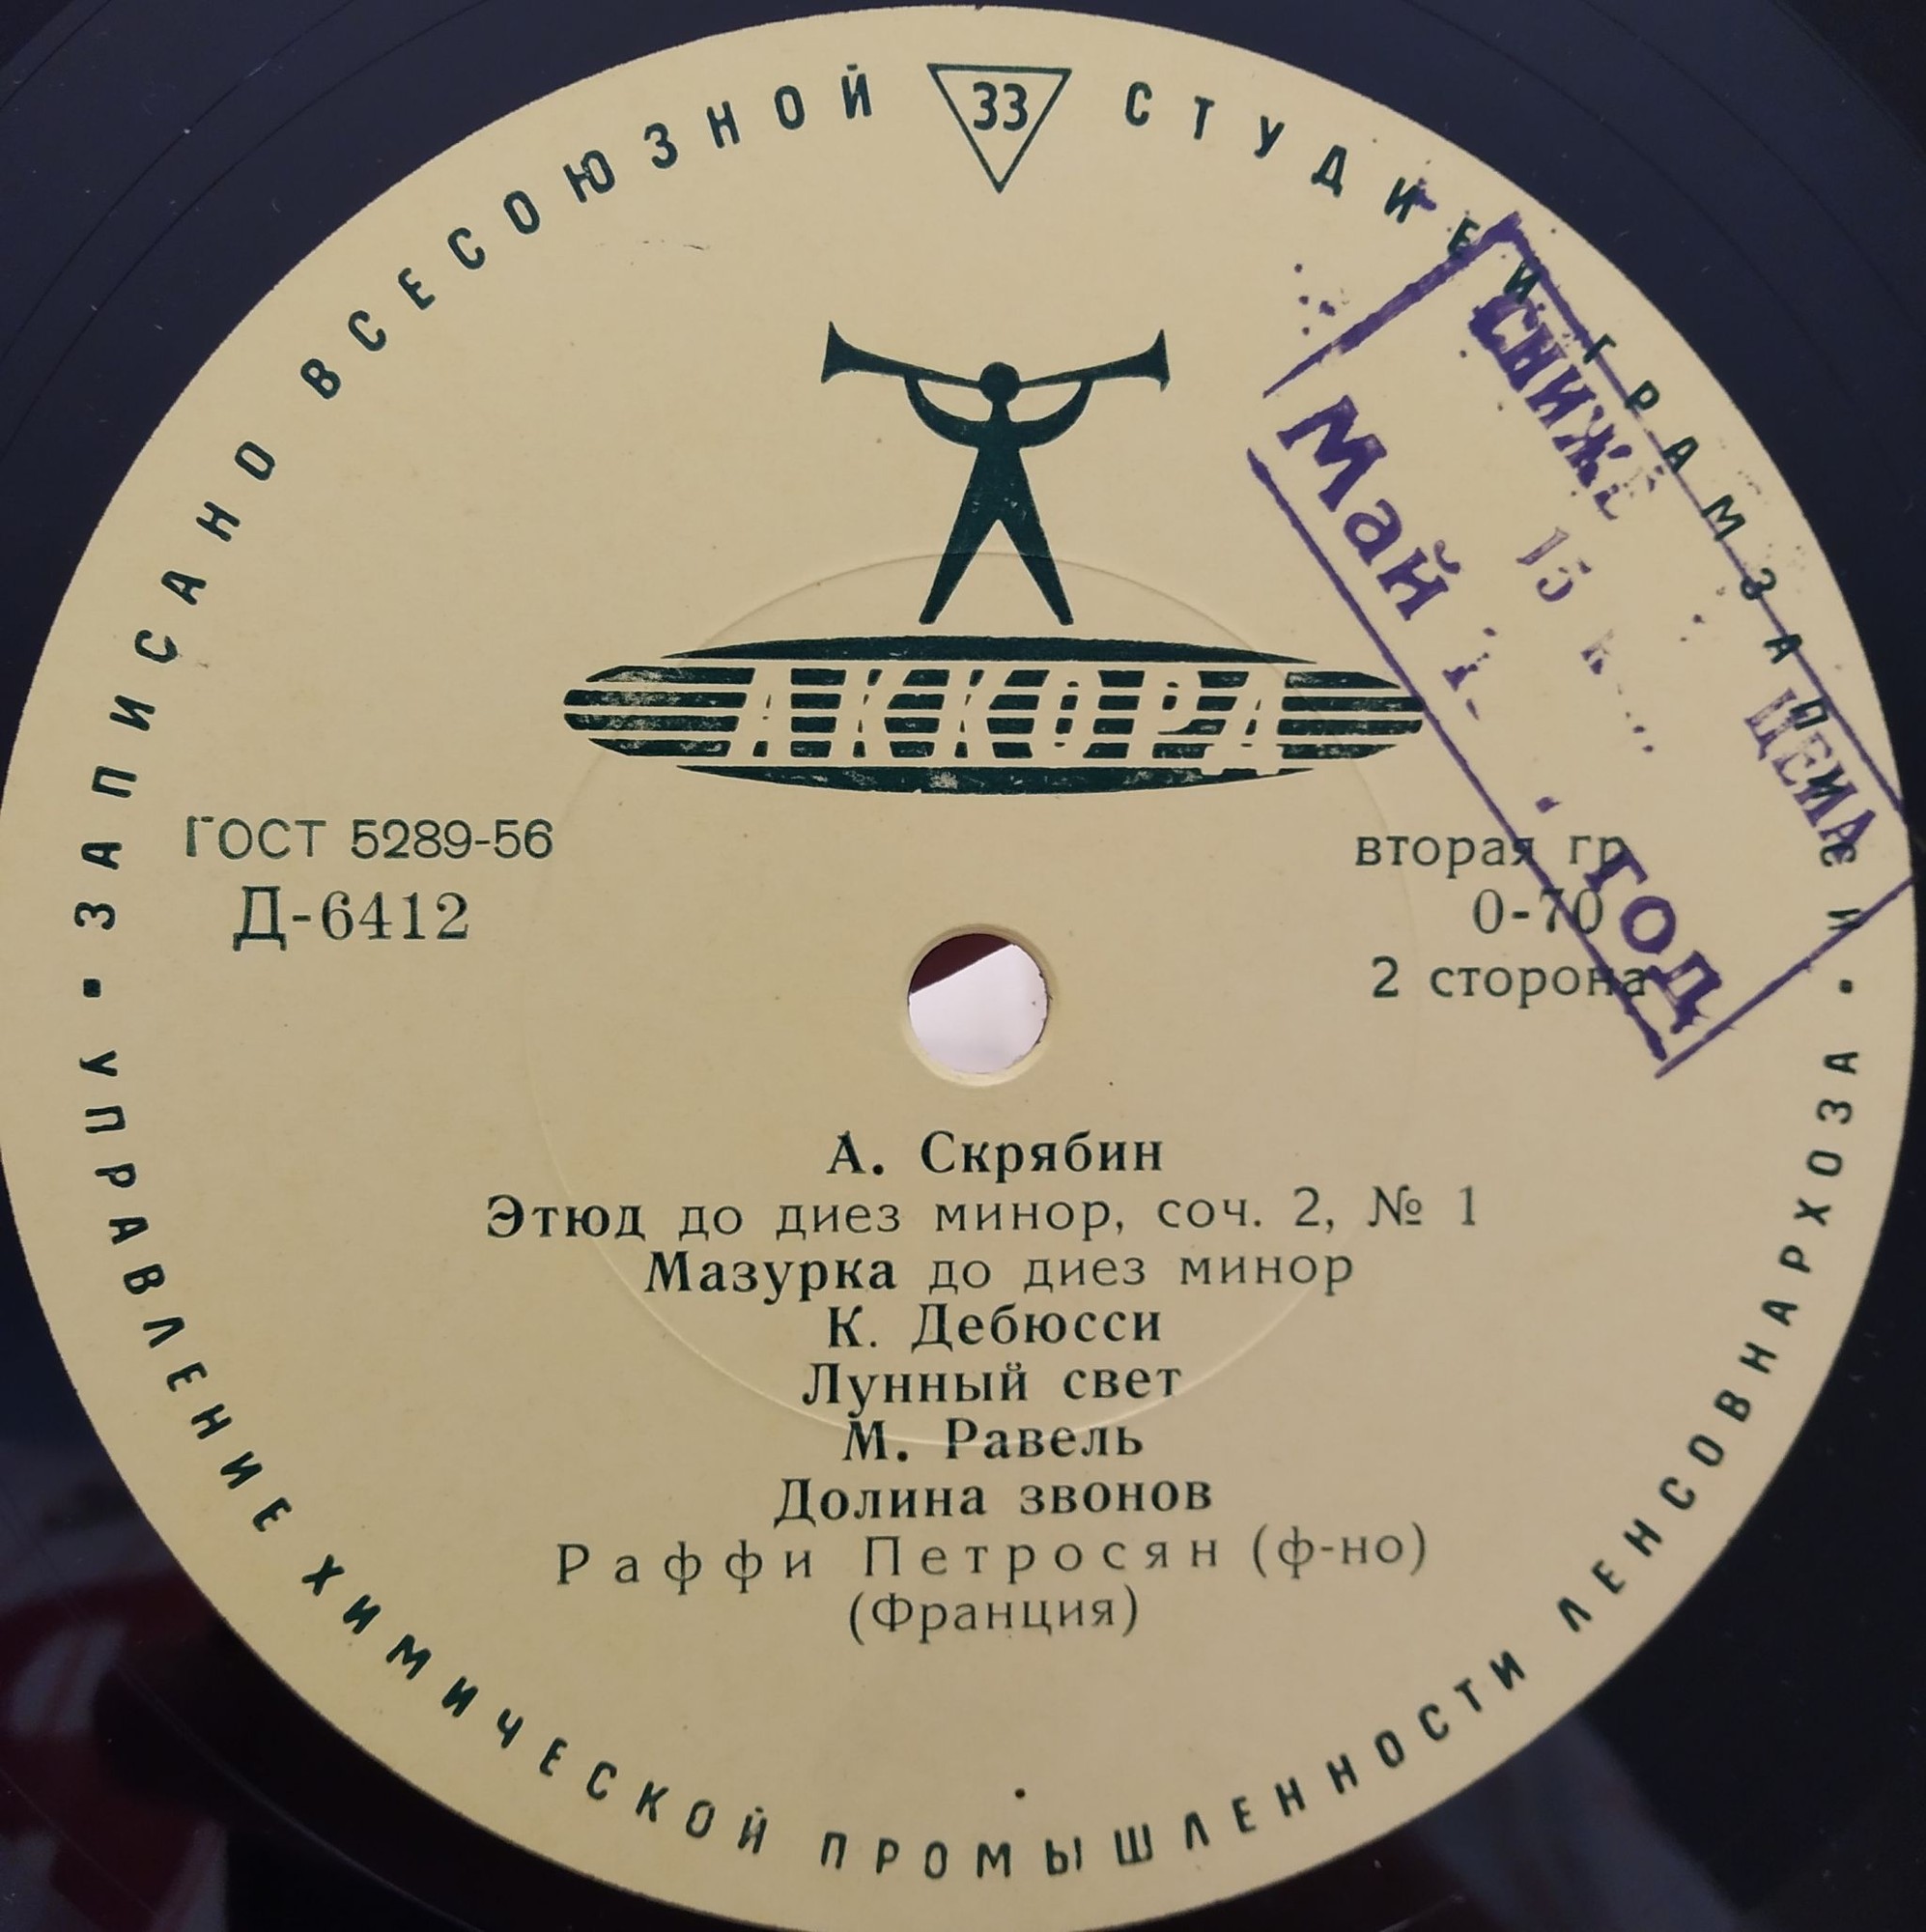 ЗАПИСАНО ВСЕСОЮЗНОЙ СТУДИЕЙ ГРАМЗАПИСИ
33
АККОРД
ГОСТ 5289-56
Д-6412
вторая гр.
0-70
2 сторона
ЦЕНА
15
Май
год
А. Скрябин
Этюд до диез минор, соч. 2, № 1
Мазурка до диез минор
К. Дебюсси
Лунный свет
М. Равель
Долина звонов
Раффи Петросян (ф-но)
(Франция)
УПРАВЛЕНИЕ ХИМИЧЕСКОЙ ПРОМЫШЛЕННОСТИ ЛЕНСОВНАРХОЗА